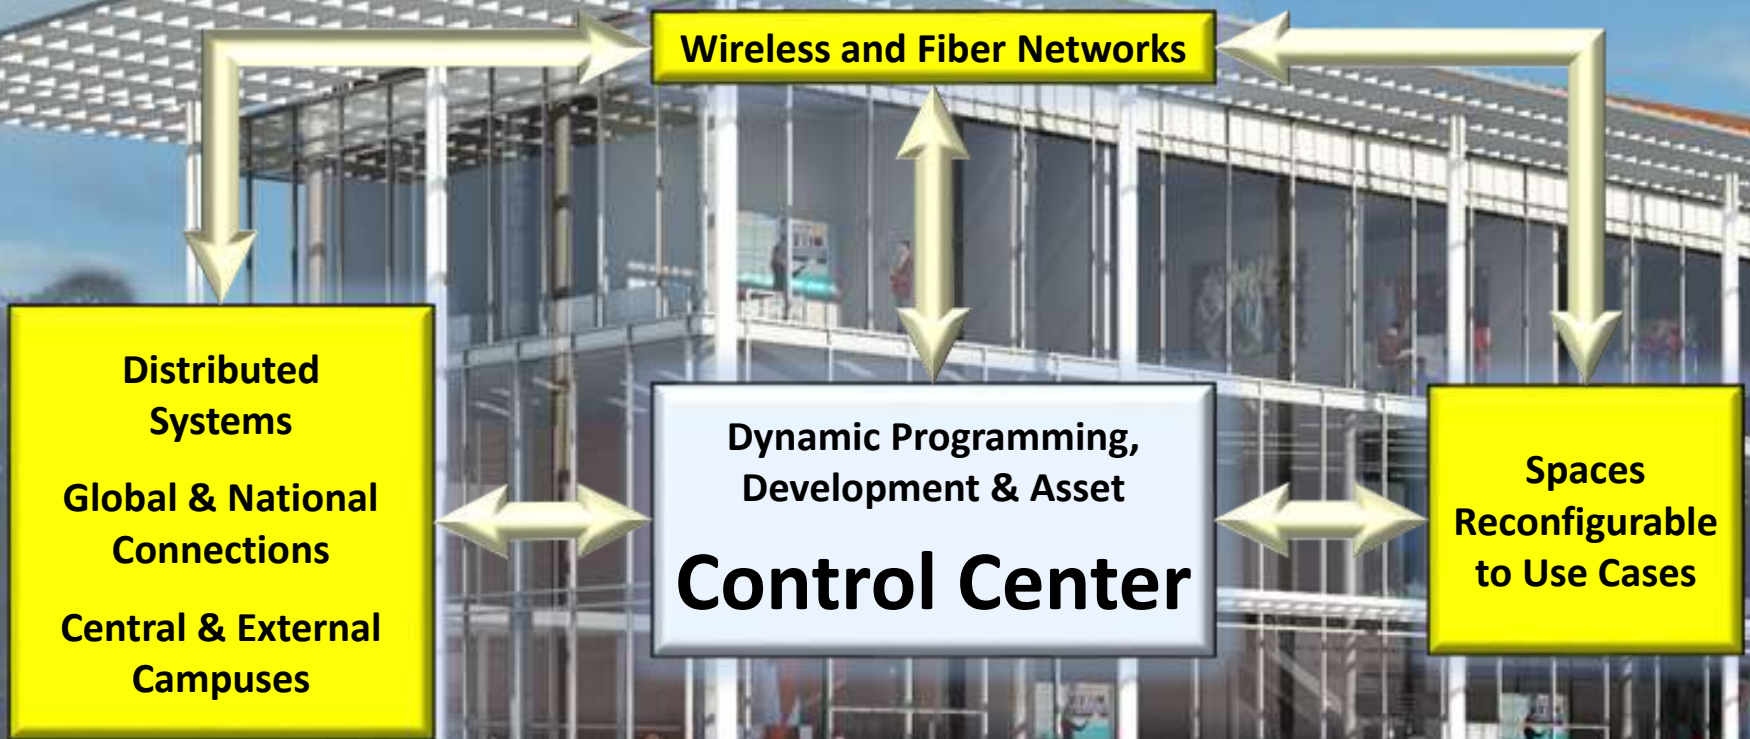 Wireless and Fiber Networks
Distributed
Systems
Global & National
Connections
Central & External
Campuses
Dynamic Programming,
Development & Asset
Control Center
Spaces
Reconfigurable
to Use Cases